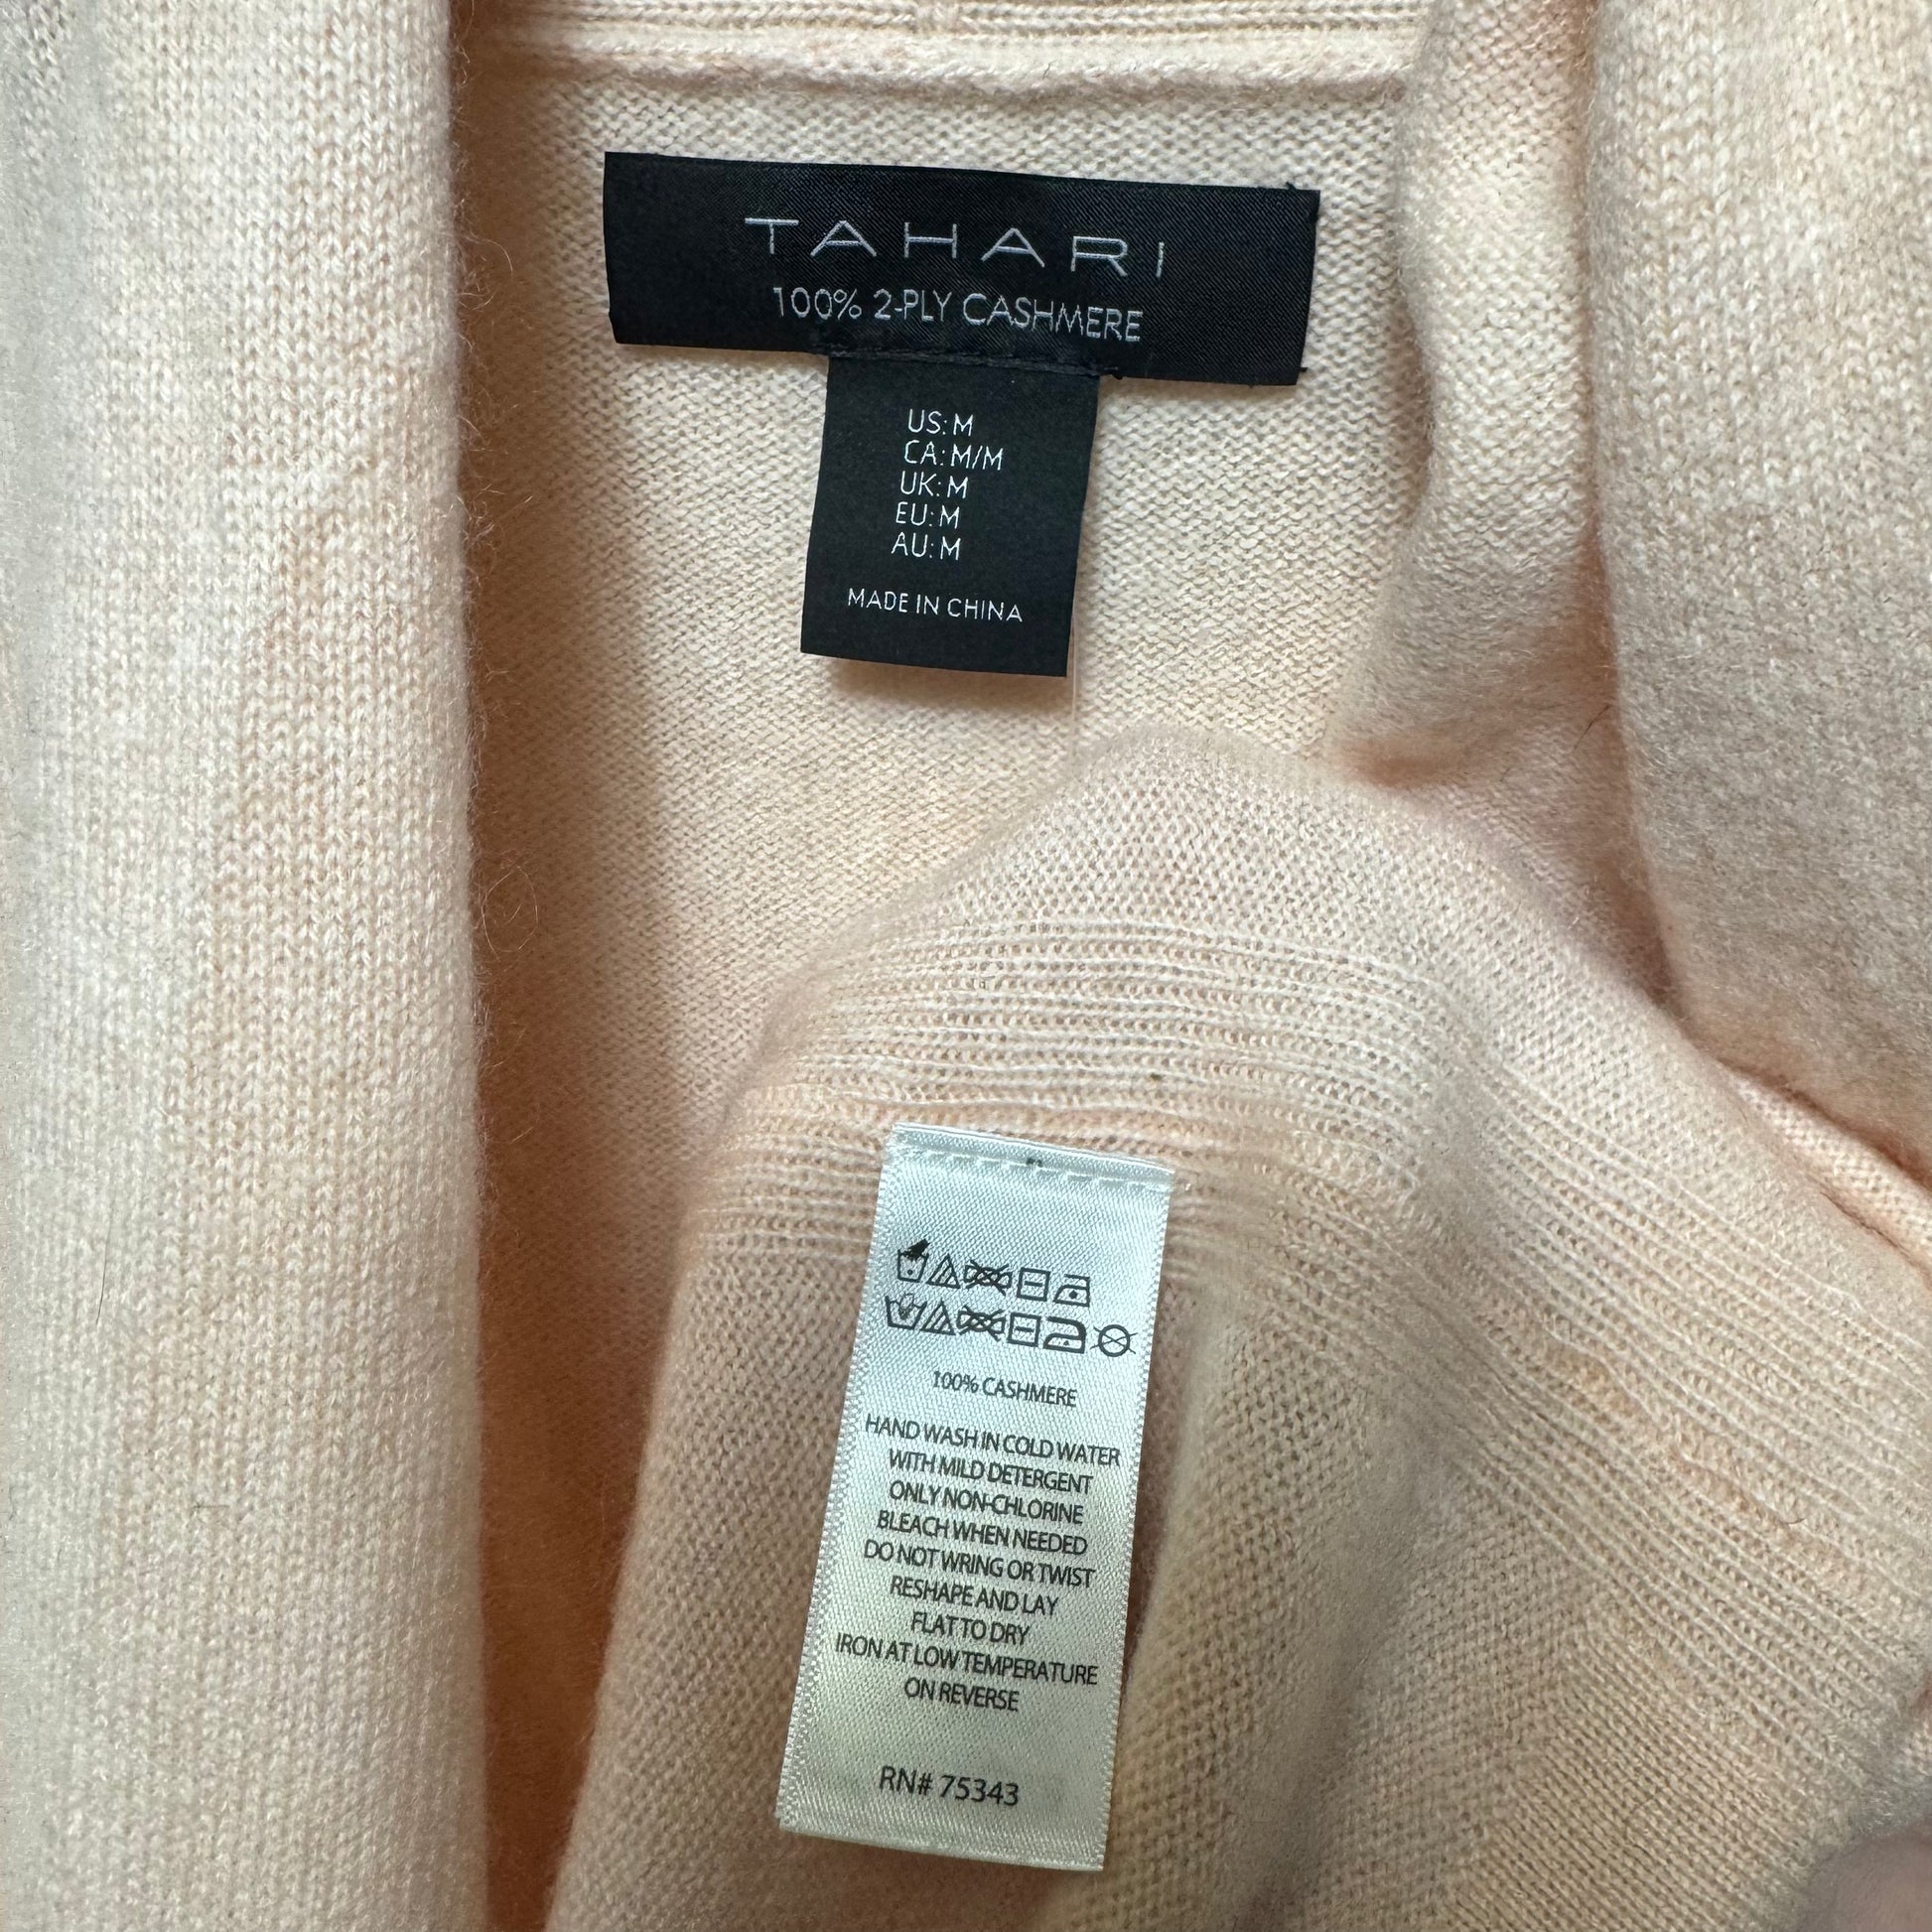 TAHARI
100% 2-PLY CASHMERE
US: M
CA: M/M
UK: M
EU: M
AU: M
MADE IN CHINA
100% CASHMERE
HAND WASH IN COLD WATER
WITH MILD DETERGENT
ONLY NON-CHLORINE
BLEACH WHEN NEEDED
DO NOT WRING OR TWIST
RESHAPE AND LAY
FLAT TO DRY
IRON AT LOW TEMPERATURE
ON REVERSE
RN# 75343